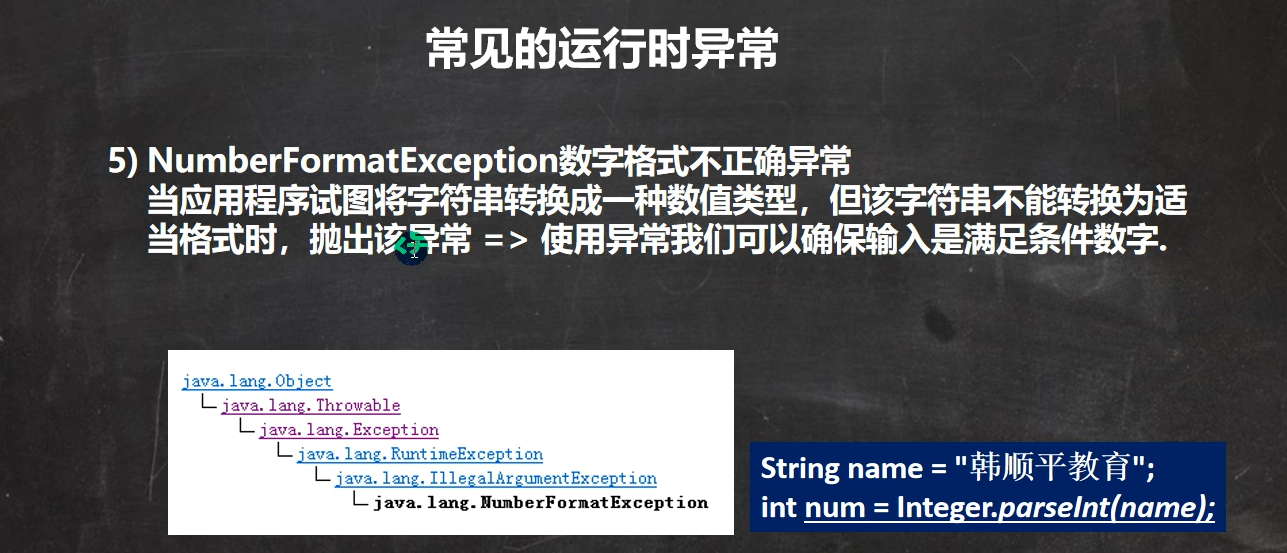 常见的运行时异常
5) NumberFormatException数字格式不正确异常
当应用程序试图将字符串转换成一种数值类型，但该字符串不能转换为适
当格式时，抛出该异常 => 使用异常我们可以确保输入是满足条件数字.
java.lang.Object
java.lang.Throwable
java.lang.Exception
java.lang.RuntimeException
java.lang.IllegalArgumentException
java.lang.NumberFormatException
String name = "韩顺平教育";
int num = Integer.parseInt(name);